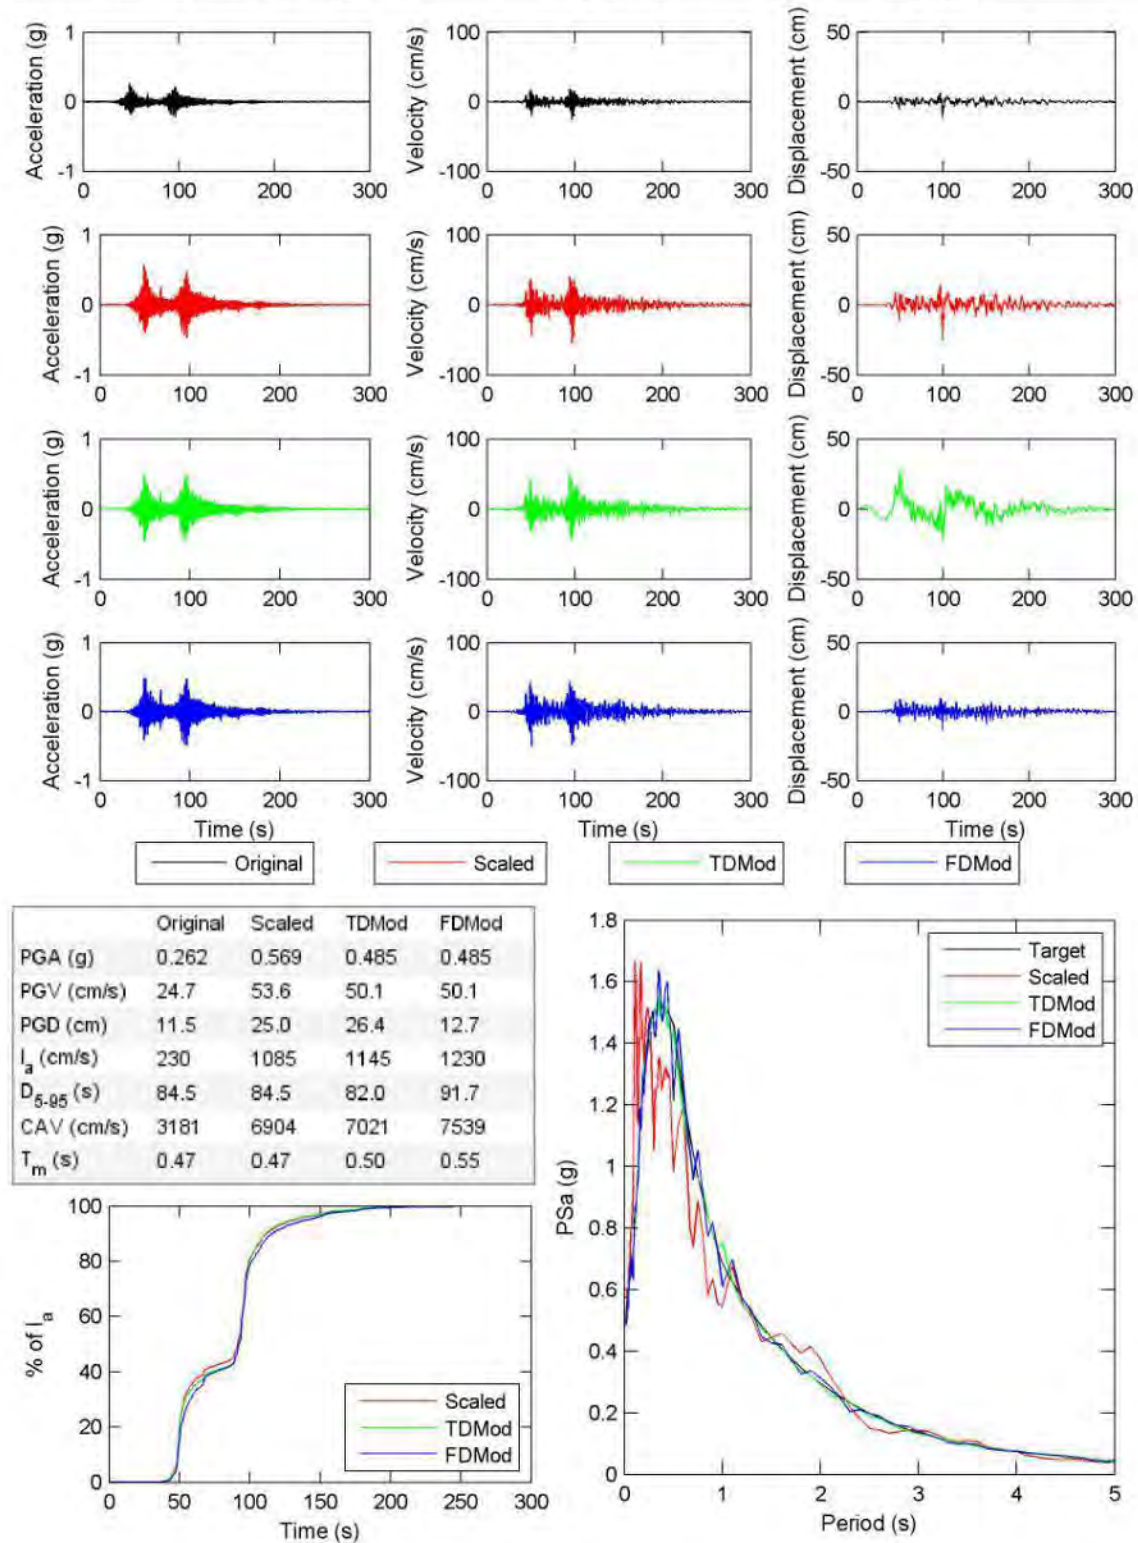 Acceleration (g)
1
0
-1
0 100 200 300
Velocity (cm/s)
100
0
-100
0 100 200 300
Displacement (cm)
50
0
-50
0 100 200 300
Acceleration (g)
1
0
-1
0 100 200 300
Velocity (cm/s)
100
0
-100
0 100 200 300
Displacement (cm)
50
0
-50
0 100 200 300
Acceleration (g)
1
0
-1
0 100 200 300
Velocity (cm/s)
100
0
-100
0 100 200 300
Displacement (cm)
50
0
-50
0 100 200 300
Acceleration (g)
1
0
-1
0 100 200 300
Time (s)
Velocity (cm/s)
100
0
-100
0 100 200 300
Time (s)
Displacement (cm)
50
0
-50
0 100 200 300
Time (s)
Original Scaled TDMod FDMod
Original Scaled TDMod FDMod
PGA (g) 0.262 0.569 0.485 0.485
PGV (cm/s) 24.7 53.6 50.1 50.1
PGD (cm) 11.5 25.0 26.4 12.7
Ia (cm/s) 230 1085 1145 1230
D5-95 (s) 84.5 84.5 82.0 91.7
CAV (cm/s) 3181 6904 7021 7539
Tm (s) 0.47 0.47 0.50 0.55
% of Ia
100
80
60
40
20
0
0 50 100 150 200 250 300
Time (s)
Scaled
TDMod
FDMod
PSa (g)
1.8
1.6
1.4
1.2
1
0.8
0.6
0.4
0.2
0
0 1 2 3 4 5
Period (s)
Target
Scaled
TDMod
FDMod